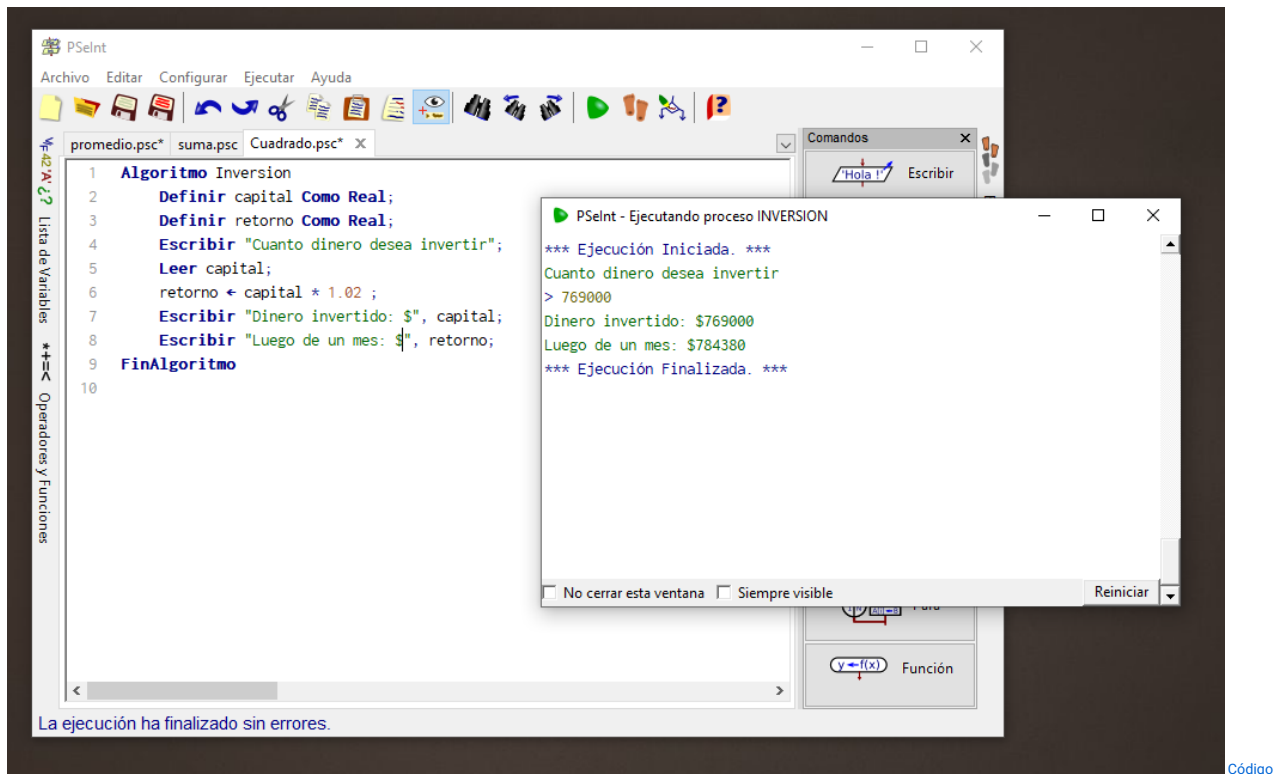 PSeInt
Archivo Editar Configurar Ejecutar Ayuda
promedio.psc* suma.psc Cuadrado.psc* X
Comandos X
42 'A' ¿? Lista de Variables
*+=< Operadores y Funciones
1 Algoritmo Inversion
2 Definir capital Como Real;
3 Definir retorno Como Real;
4 Escribir "Cuanto dinero desea invertir";
5 Leer capital;
6 retorno ← capital * 1.02 ;
7 Escribir "Dinero invertido: $", capital;
8 Escribir "Luego de un mes: $", retorno;
9 FinAlgoritmo
10
'Hola !' Escribir
PSeInt - Ejecutando proceso INVERSION
*** Ejecución Iniciada. ***
Cuanto dinero desea invertir
> 769000
Dinero invertido: $769000
Luego de un mes: $784380
*** Ejecución Finalizada. ***
No cerrar esta ventana Siempre visible Reiniciar
y←f(x) Función
La ejecución ha finalizado sin errores.
Código